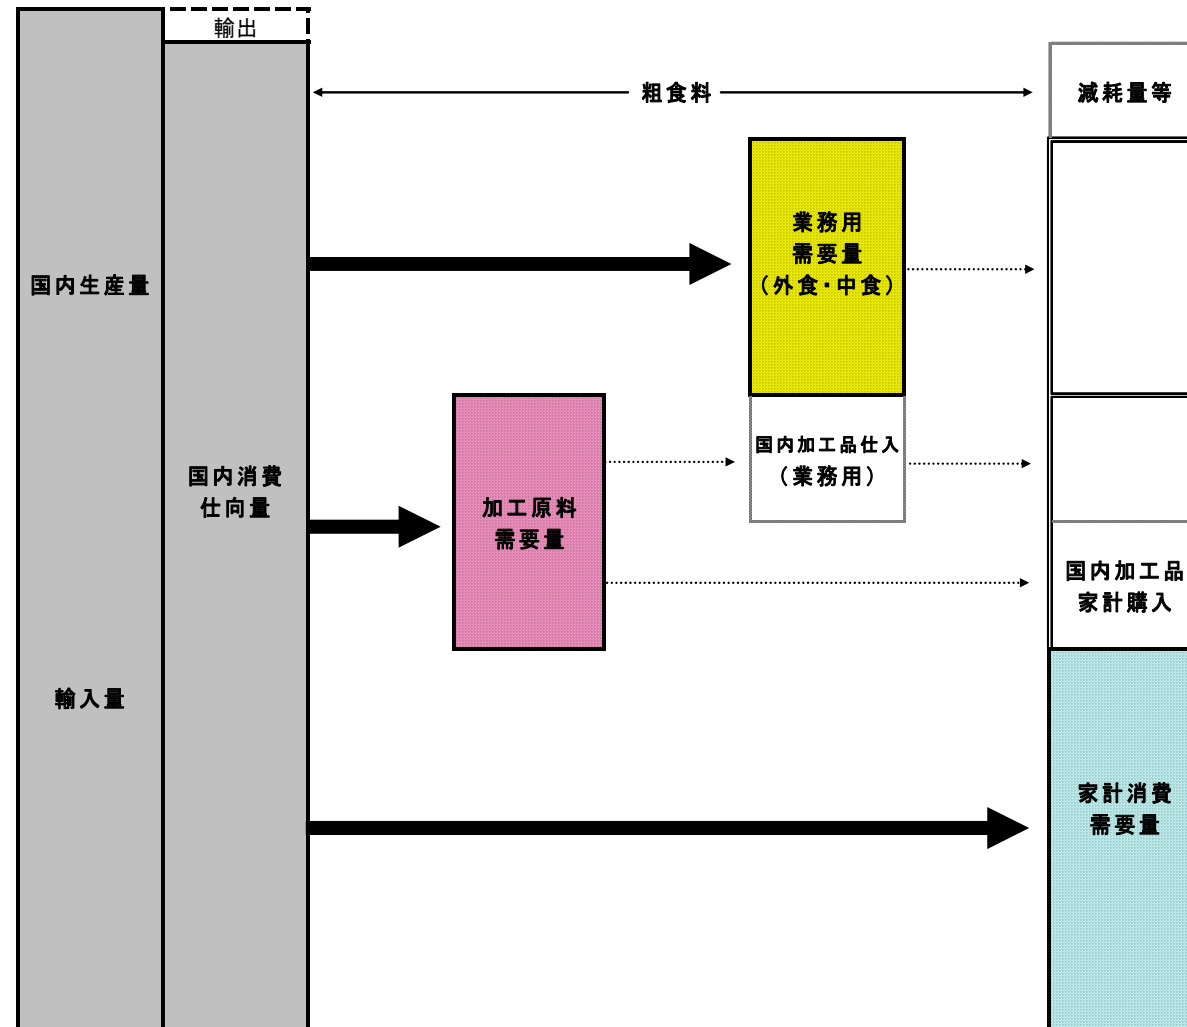 輸出
粗食料
減耗量等
業務用
需要量
（外食・中食）
国内生産量
国内加工品仕入
（業務用）
国内消費
仕向量
加工原料
需要量
国内加工品
家計購入
輸入量
家計消費
需要量